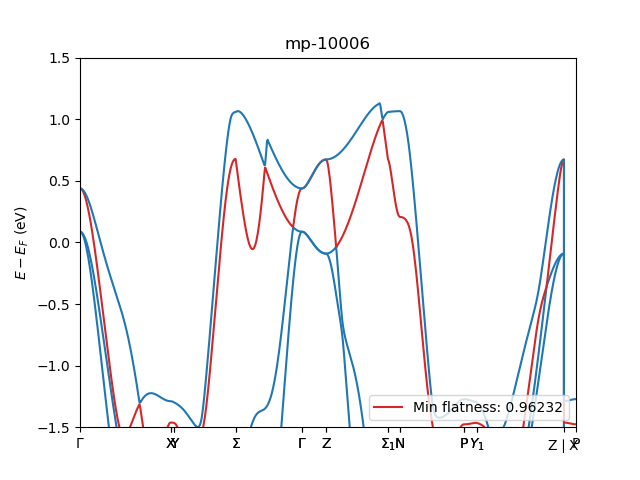 mp-10006
E − E_F (eV)
1.5
1.0
0.5
0.0
−0.5
−1.0
−1.5
Min flatness: 0.96232
Γ X Y Σ Γ Z Σ₁ N P Y₁ Z | X P